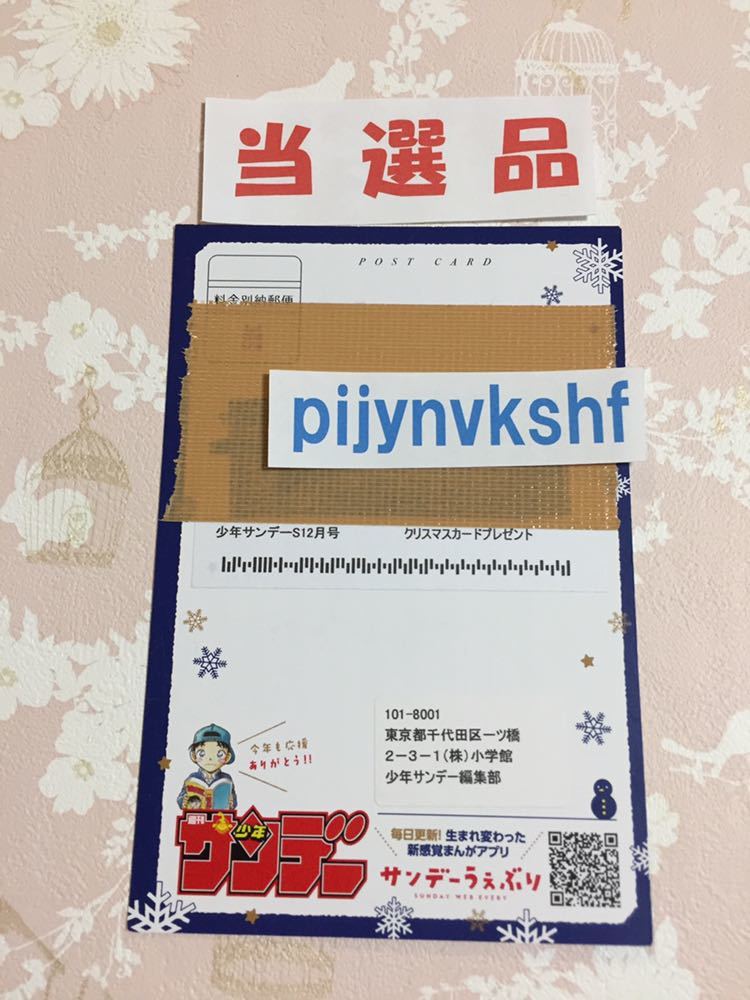 当選品
POST CARD
料金別納郵便
pijynvkshf
少年サンデーS12月号 クリスマスカードプレゼント
101-8001
東京都千代田区一ツ橋
2-3-1(株)小学館
少年サンデー編集部
今年も応援
ありがとう!!
週刊
少年
サンデー
毎日更新! 生まれ変わった
新感覚まんがアプリ
サンデーうぇぶり
SUNDAY WEB EVERY